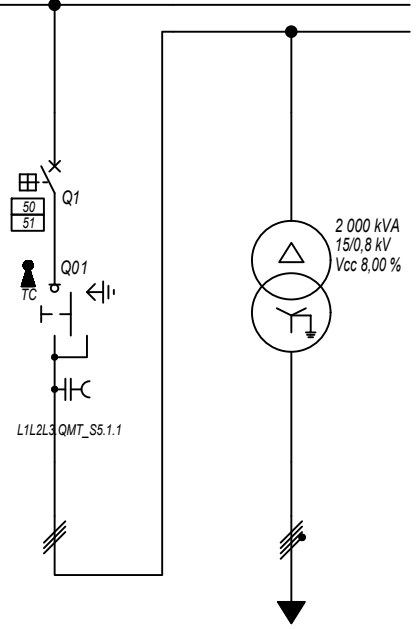 Q1
50
51
Q01
TC
L1L2L3 QMT_S5.1.1
2 000 kVA
15/0,8 kV
Vcc 8,00 %